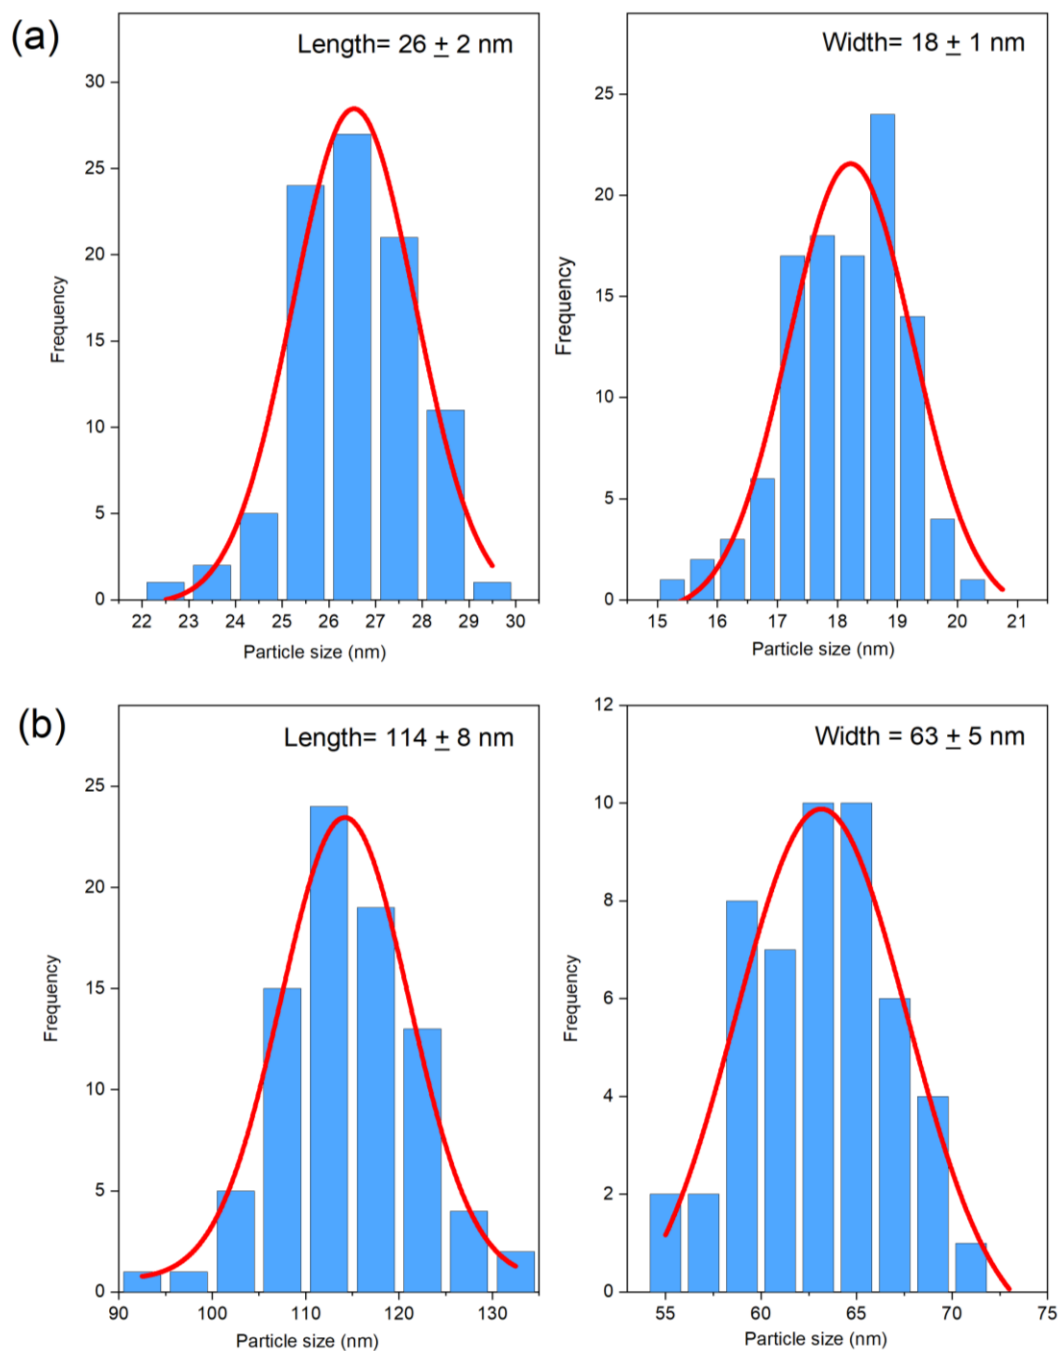 (a)
Length= 26 ± 2 nm
30
25
20
15
10
5
0
Frequency
22 23 24 25 26 27 28 29 30
Particle size (nm)
Width= 18 ± 1 nm
25
20
15
10
5
0
Frequency
15 16 17 18 19 20 21
Particle size (nm)
(b)
Length= 114 ± 8 nm
25
20
15
10
5
0
Frequency
90 100 110 120 130
Particle size (nm)
Width = 63 ± 5 nm
12
10
8
6
4
2
0
Frequency
55 60 65 70 75
Particle size (nm)